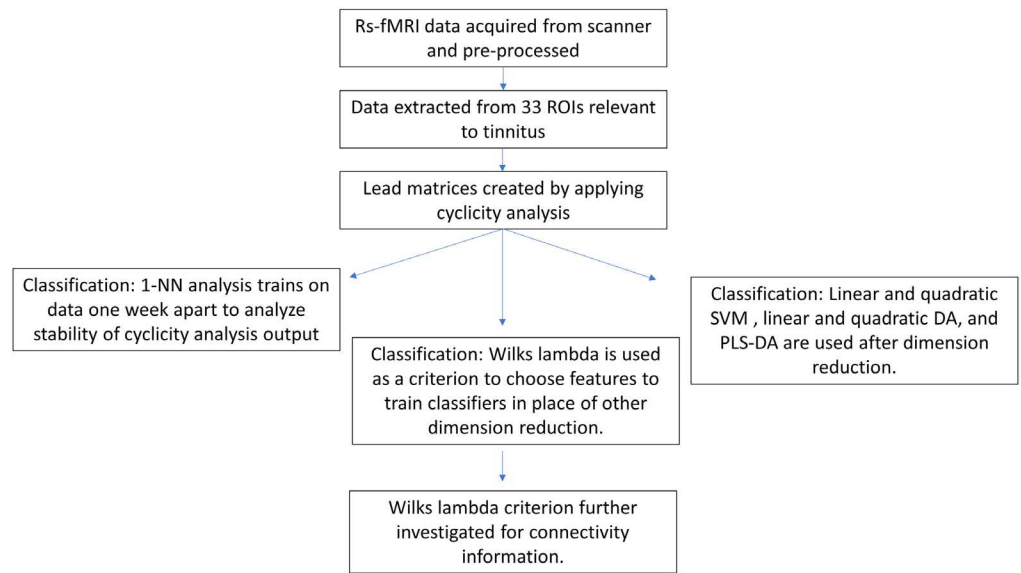 Rs-fMRI data acquired from scanner
and pre-processed
Data extracted from 33 ROIs relevant
to tinnitus
Lead matrices created by applying
cyclicity analysis
Classification: 1-NN analysis trains on
data one week apart to analyze
stability of cyclicity analysis output
Classification: Wilks lambda is used
as a criterion to choose features to
train classifiers in place of other
dimension reduction.
Classification: Linear and quadratic
SVM , linear and quadratic DA, and
PLS-DA are used after dimension
reduction.
Wilks lambda criterion further
investigated for connectivity
information.